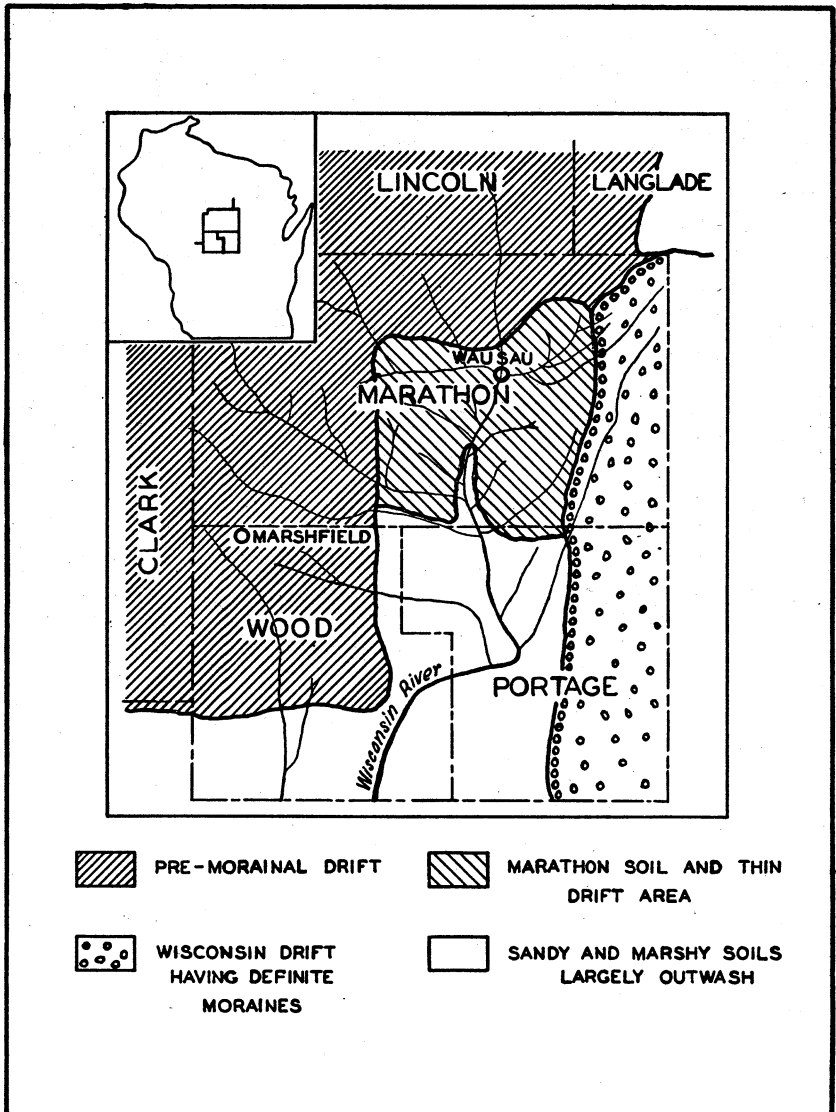 LINCOLN
LANGLADE
WAUSAU
MARATHON
CLARK
MARSHFIELD
WOOD
PORTAGE
Wisconsin River
PRE-MORAINAL DRIFT
MARATHON SOIL AND THIN
DRIFT AREA
WISCONSIN DRIFT
HAVING DEFINITE
MORAINES
SANDY AND MARSHY SOILS
LARGELY OUTWASH